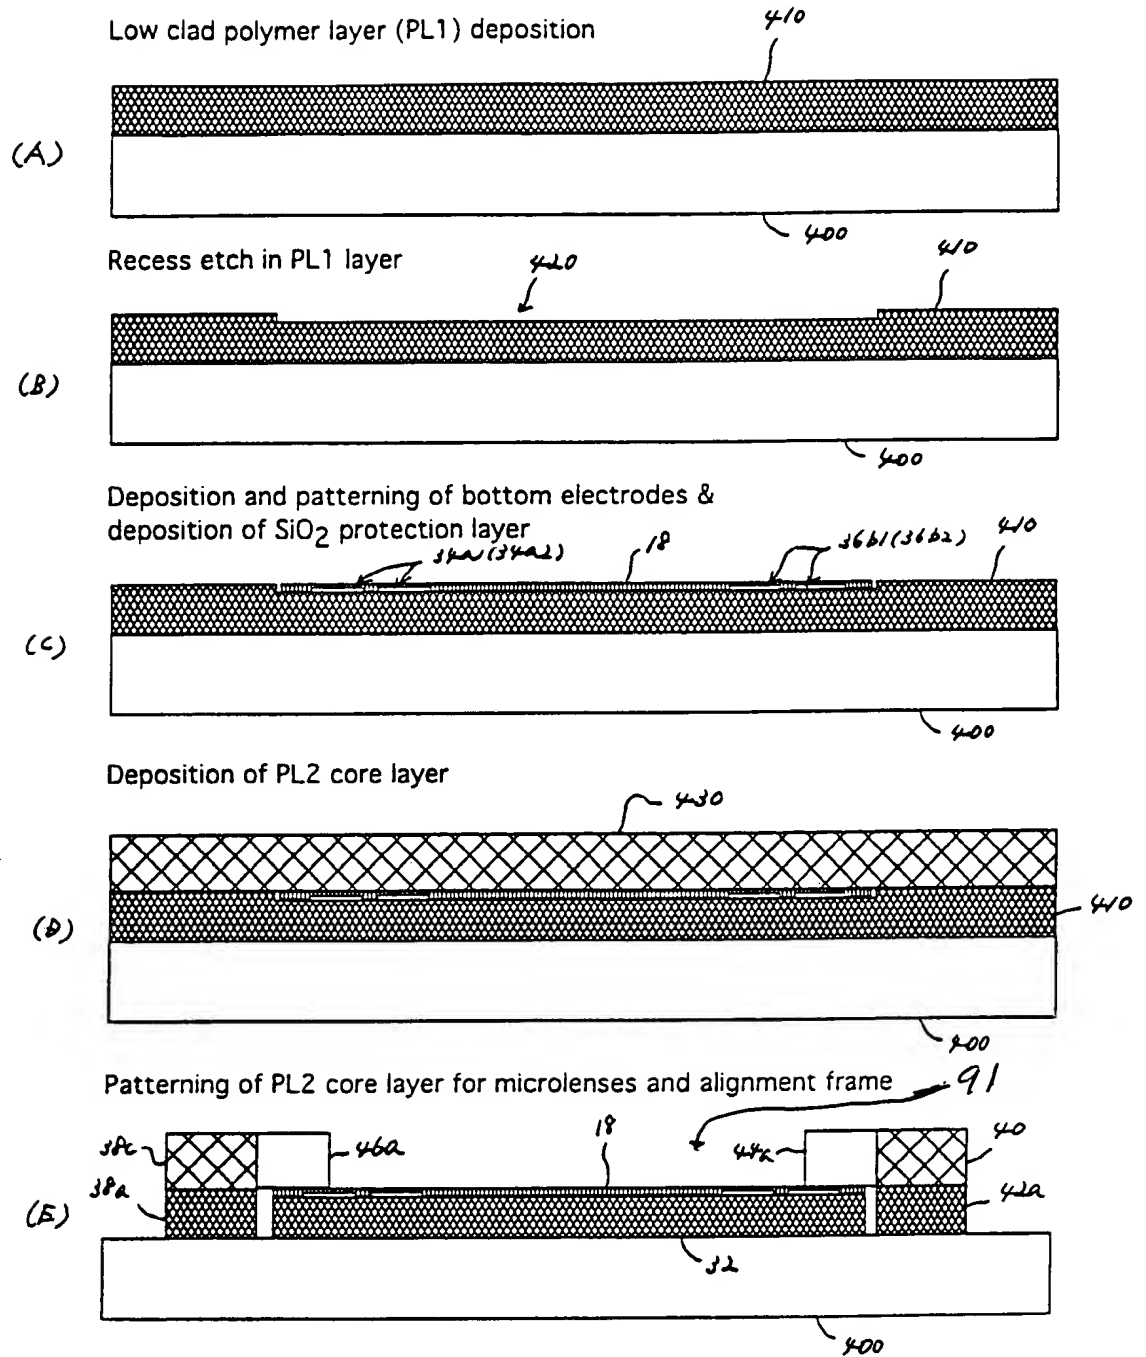 Low clad polymer layer (PL1) deposition
410
(A)
400
Recess etch in PL1 layer
420
410
(B)
400
Deposition and patterning of bottom electrodes &
deposition of SiO2 protection layer
34a1(34a2)
18
36b1(36b2)
410
(C)
400
Deposition of PL2 core layer
430
(D)
410
400
Patterning of PL2 core layer for microlenses and alignment frame
91
38c
46a
18
44a
40
38a
42a
(E)
32
400